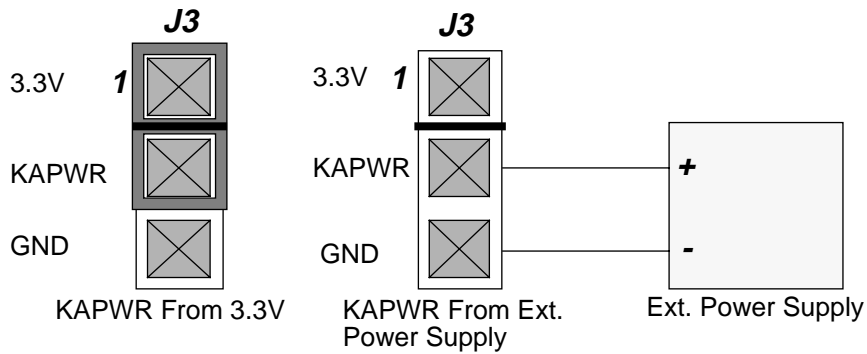 J3
3.3V 1
KAPWR
GND
KAPWR From 3.3V
J3
3.3V 1
KAPWR
GND
KAPWR From Ext.
Power Supply
+
-
Ext. Power Supply